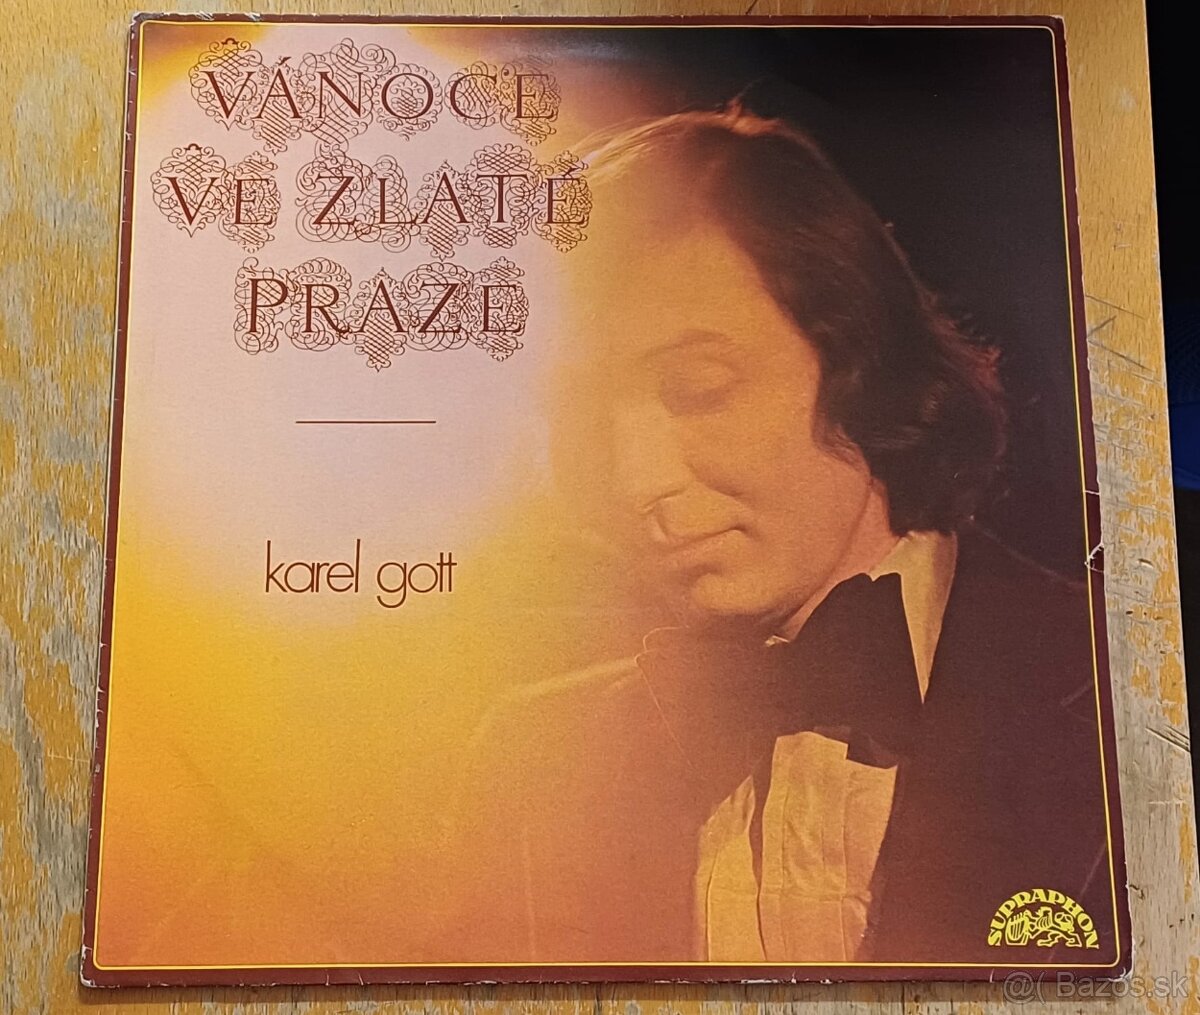 VÁNOCE
VE ZLATÉ
PRAZE
karel gott
SUPRAPHON
@( Bazos.sk